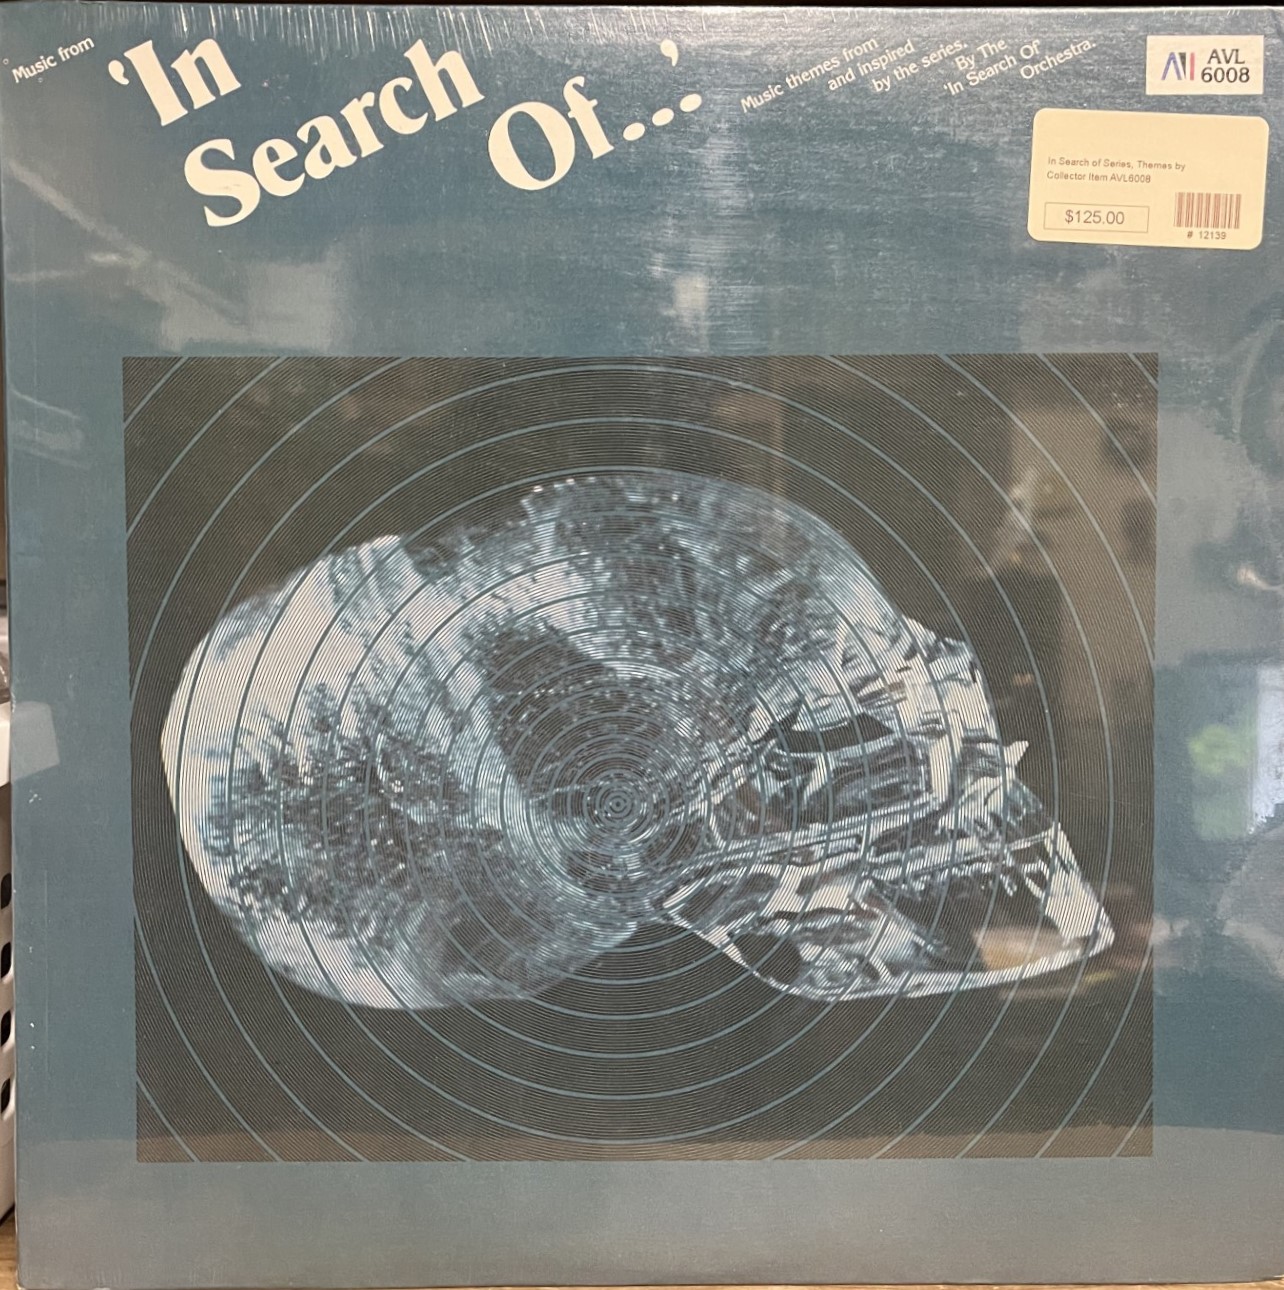 Music from
'In
Search
Of...'
Music themes from
and inspired
by the series.
By The
'In Search Of
Orchestra.
AVI AVL
6008
In Search of Series, Themes by
Collector Item AVL6008
$125.00
# 12139